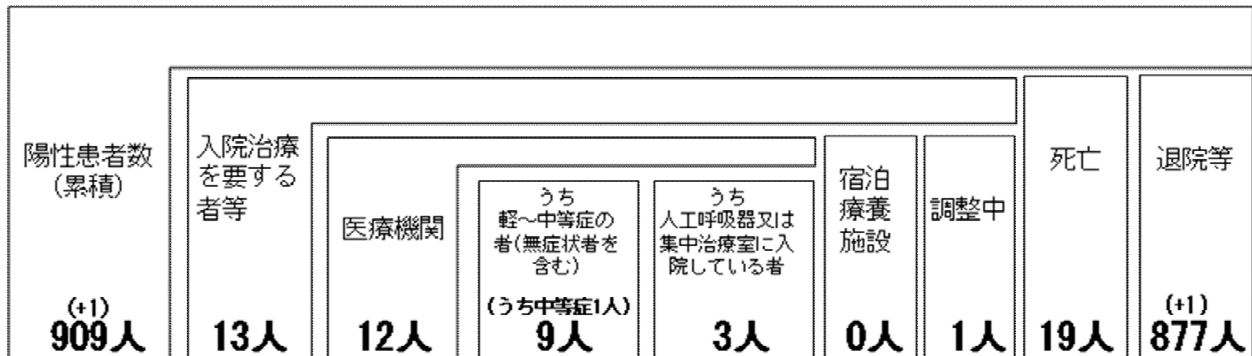 陽性患者数
(累積)
(+1)
909人
入院治療
を要する
者等
13人
医療機関
12人
うち
軽～中等症の
者(無症状者を
含む)
(うち中等症1人)
9人
うち
人工呼吸器又は
集中治療室に入
院している者
3人
宿泊
療養
施設
0人
調整中
1人
死亡
19人
退院等
(+1)
877人